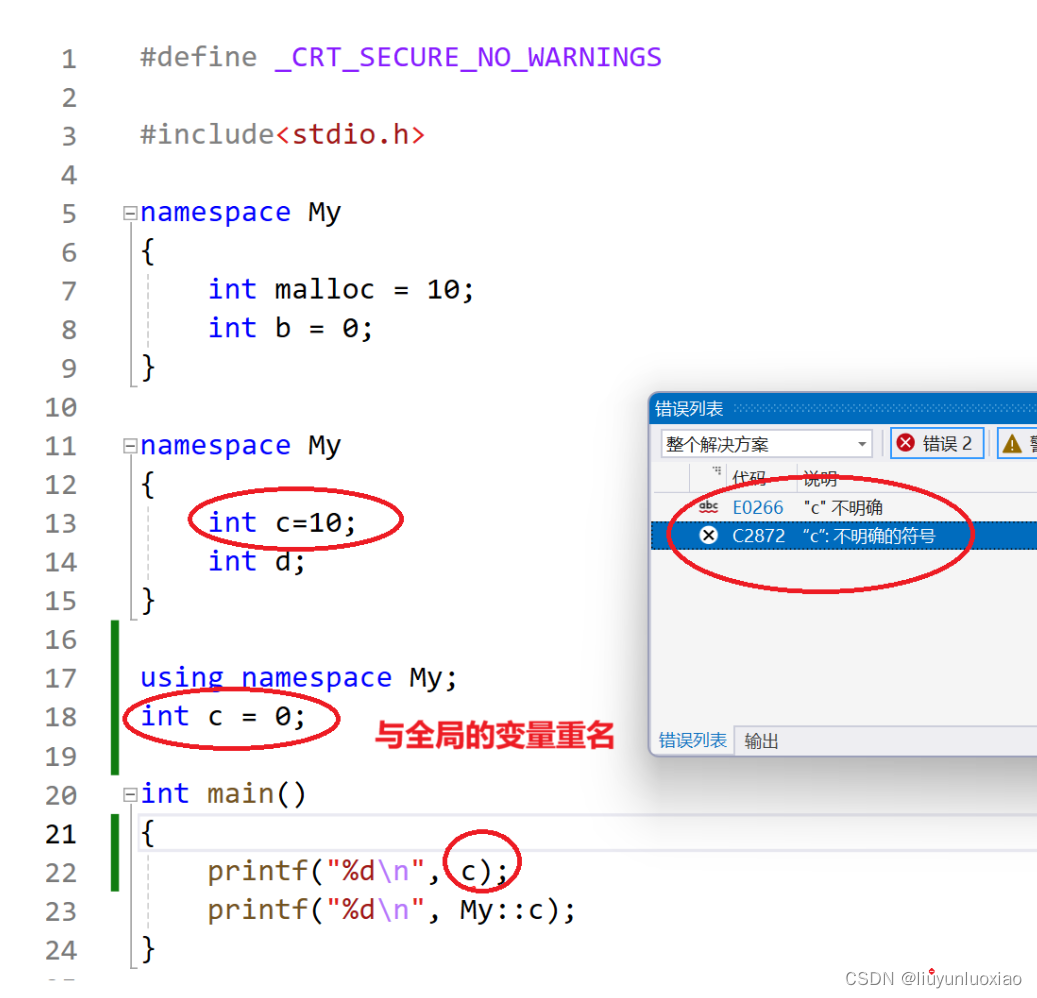 1 #define _CRT_SECURE_NO_WARNINGS
2
3 #include<stdio.h>
4
5 namespace My
6 {
7 int malloc = 10;
8 int b = 0;
9 }
10
11 namespace My
12 {
13 int c=10;
14 int d;
15 }
16
17 using namespace My;
18 int c = 0;
与全局的变量重名
19
20 int main()
21 {
22 printf("%d\n", c);
23 printf("%d\n", My::c);
24 }
错误列表
整个解决方案 错误 2
代码 说明
abc E0266 "c" 不明确
C2872 “c”: 不明确的符号
错误列表 输出
CSDN @liuyunluoxiao